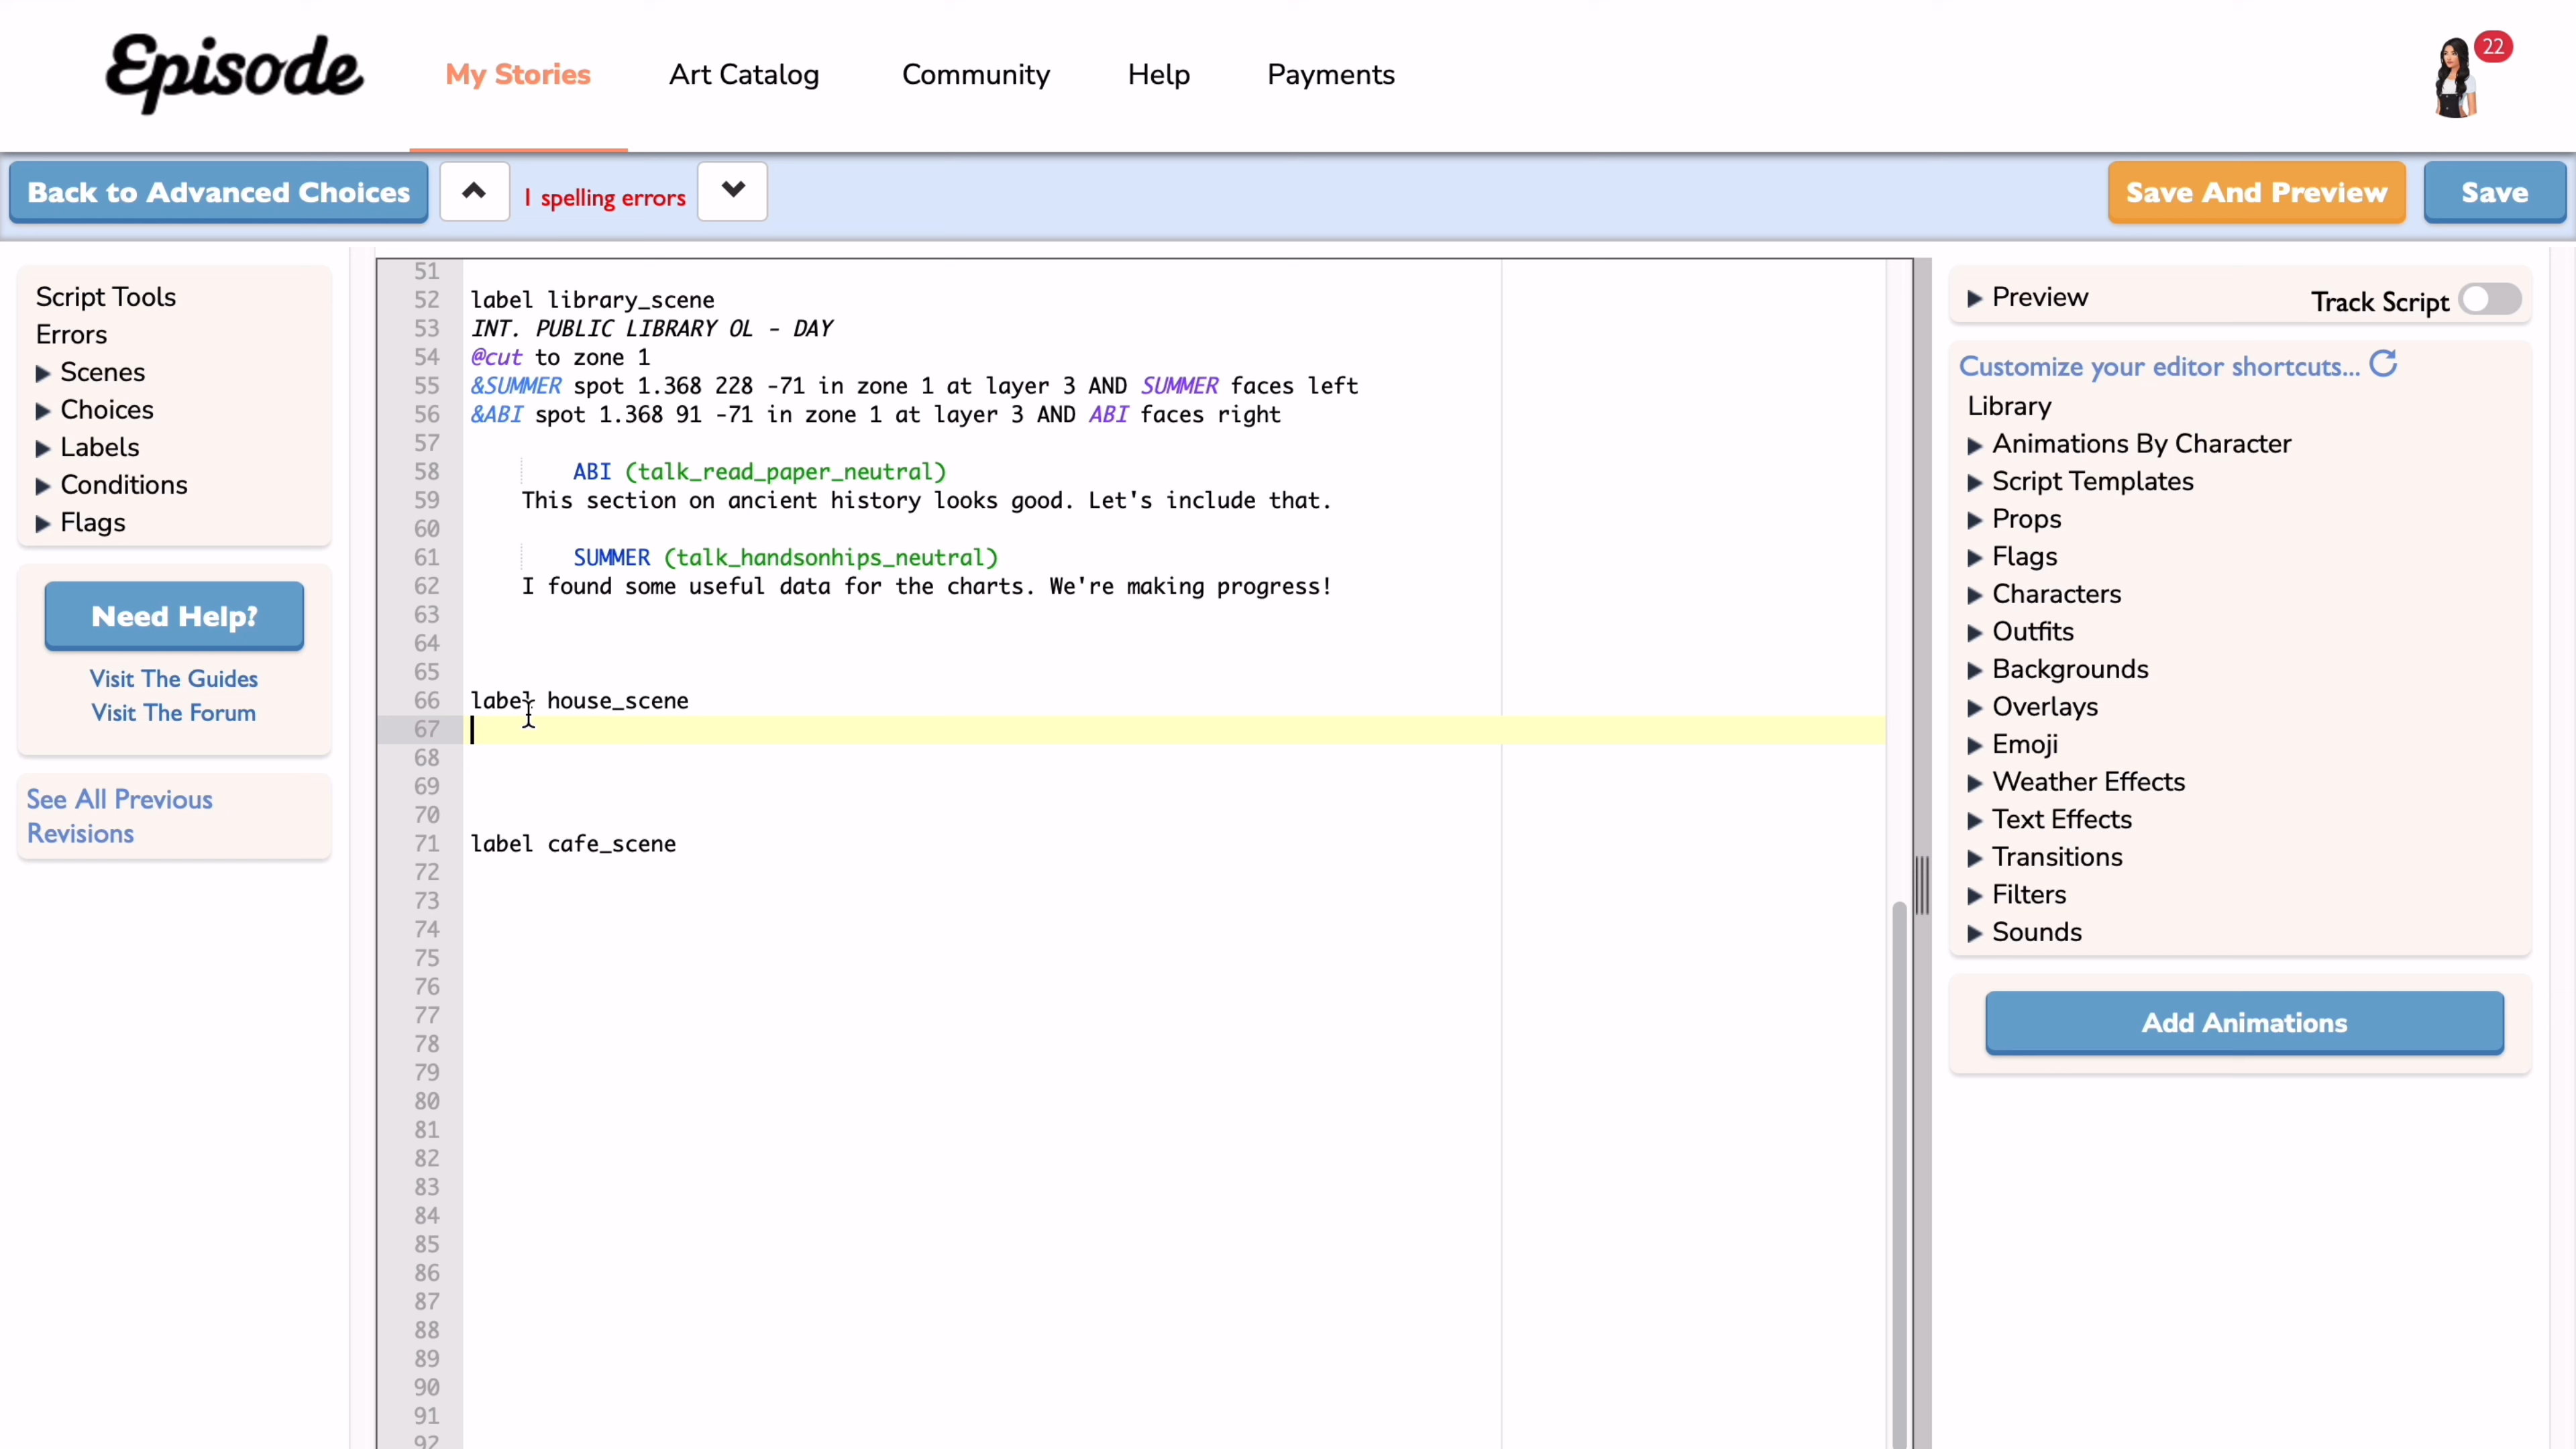 Episode
My Stories
Art Catalog
Community
Help
Payments
22
Back to Advanced Choices
1 spelling errors
Save And Preview
Save
Script Tools
Errors
Scenes
Choices
Labels
Conditions
Flags
Need Help?
Visit The Guides
Visit The Forum
See All Previous
Revisions
51
52 label library_scene
53 INT. PUBLIC LIBRARY OL - DAY
54 @cut to zone 1
55 &SUMMER spot 1.368 228 -71 in zone 1 at layer 3 AND SUMMER faces left
56 &ABI spot 1.368 91 -71 in zone 1 at layer 3 AND ABI faces right
57
58 ABI (talk_read_paper_neutral)
59 This section on ancient history looks good. Let's include that.
60
61 SUMMER (talk_handsonhips_neutral)
62 I found some useful data for the charts. We're making progress!
63
64
65
66 label house_scene
67
68
69
70
71 label cafe_scene
72
73
74
75
76
77
78
79
80
81
82
83
84
85
86
87
88
89
90
91
92
Preview
Track Script
Customize your editor shortcuts...
Library
Animations By Character
Script Templates
Props
Flags
Characters
Outfits
Backgrounds
Overlays
Emoji
Weather Effects
Text Effects
Transitions
Filters
Sounds
Add Animations